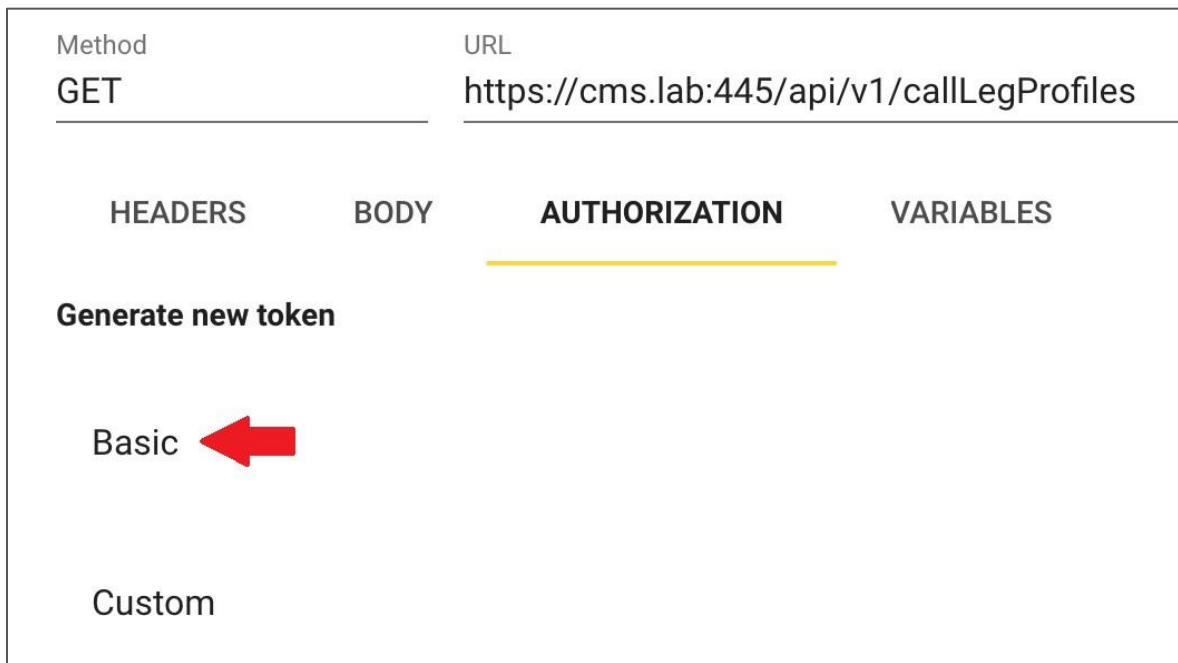 Method URL
GET https://cms.lab:445/api/v1/callLegProfiles
HEADERS BODY AUTHORIZATION VARIABLES
Generate new token
Basic
Custom